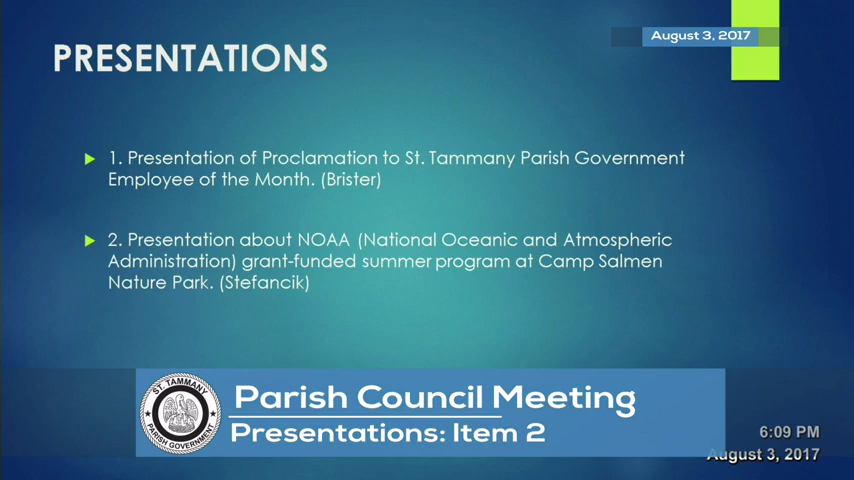 August 3, 2017
PRESENTATIONS
1. Presentation of Proclamation to St. Tammany Parish Government
Employee of the Month. (Brister)
2. Presentation about NOAA (National Oceanic and Atmospheric
Administration) grant-funded summer program at Camp Salmen
Nature Park. (Stefancik)
ST. TAMMANY
PARISH GOVERNMENT
Parish Council Meeting
Presentations: Item 2
6:09 PM
August 3, 2017